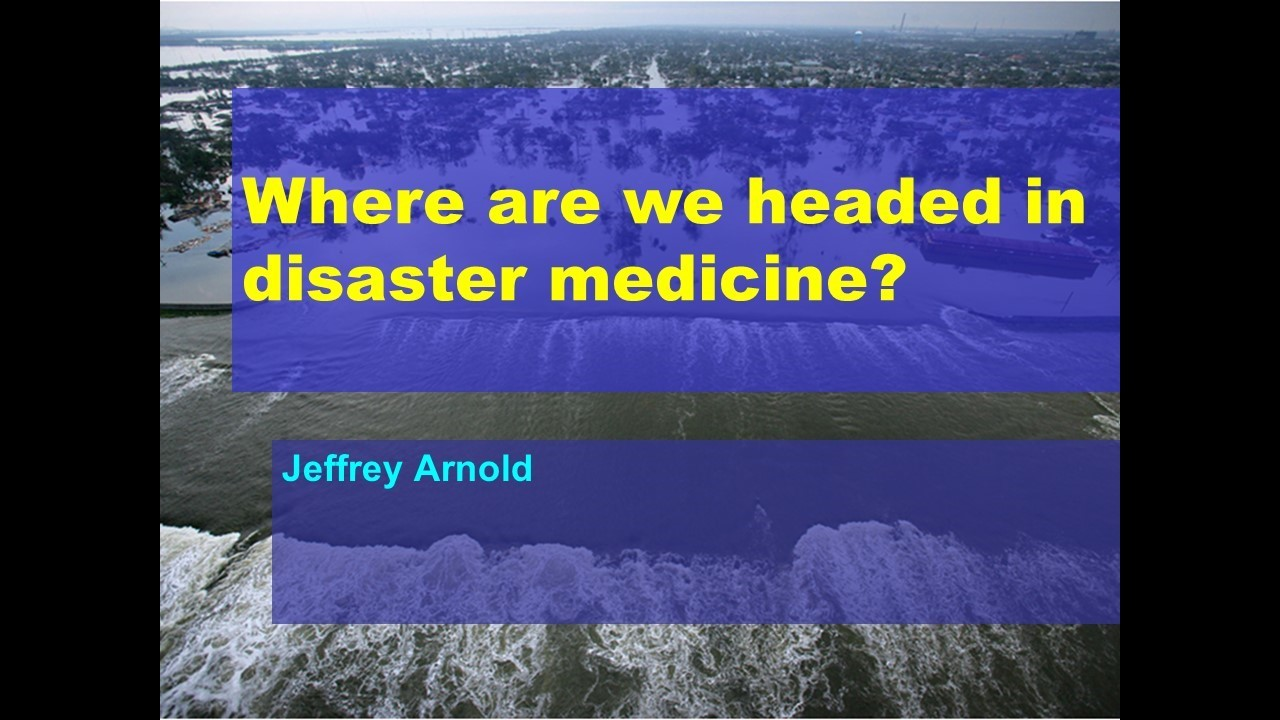 Where are we headed in
disaster medicine?
Jeffrey Arnold